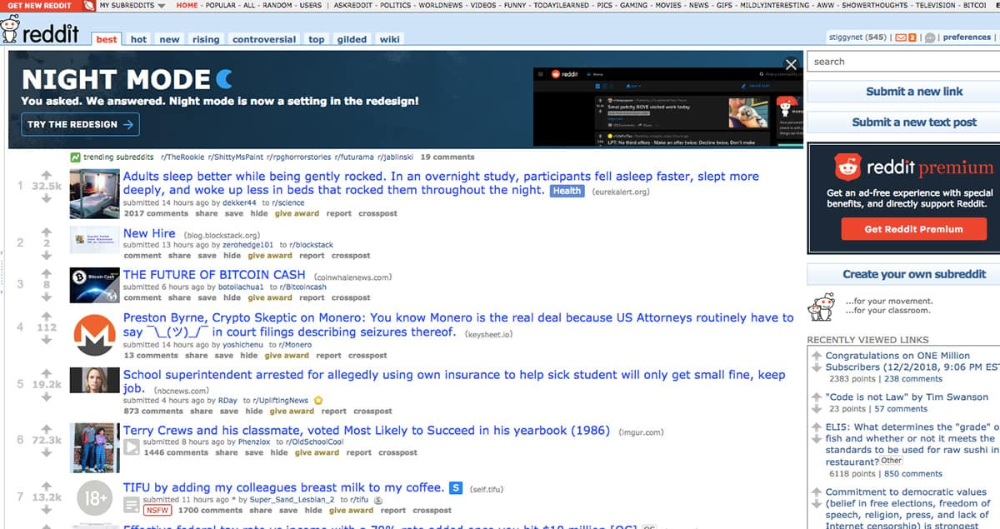 GET NEW REDDIT MY SUBREDDITS HOME - POPULAR - ALL - RANDOM - USERS | ASKREDDIT - POLITICS - WORLDNEWS - VIDEOS - FUNNY - TODAYILEARNED - PICS - GAMING - MOVIES - NEWS - GIFS - MILDLYINTERESTING - AWW - SHOWERTHOUGHTS - TELEVISION - BITCOI
reddit best hot new rising controversial top gilded wiki
stiggynet (545) | 2 | | preferences |
NIGHT MODE
You asked. We answered. Night mode is now a setting in the redesign!
TRY THE REDESIGN →
trending subreddits r/TheRookie r/ShittyMsPaint r/rpghorrorstories r/futurama r/Jablinski 19 comments
1 32.5k
Adults sleep better while being gently rocked. In an overnight study, participants fell asleep faster, slept more
deeply, and woke up less in beds that rocked them throughout the night. Health (eurekalert.org)
submitted 14 hours ago by dekker44 to r/science
2017 comments share save hide give award report crosspost
2 2
New Hire (blog.blockstack.org)
submitted 13 hours ago by zerohedge101 to r/blockstack
comment share save hide give award report crosspost
3 8
Bitcoin Cash
THE FUTURE OF BITCOIN CASH (coinwhalenews.com)
submitted 6 hours ago by botoilachua1 to r/Bitcoincash
comment share save hide give award report crosspost
4 112
Preston Byrne, Crypto Skeptic on Monero: You know Monero is the real deal because US Attorneys routinely have to
say ¯\_(ツ)_/¯ in court filings describing seizures thereof. (keysheet.io)
submitted 14 hours ago by yoshichenu to r/Monero
13 comments share save hide give award report crosspost
5 19.2k
School superintendent arrested for allegedly using own insurance to help sick student will only get small fine, keep
job. (nbcnews.com)
submitted 4 hours ago by RDay to r/UpliftingNews
873 comments share save hide give award report crosspost
6 72.3k
Terry Crews and his classmate, voted Most Likely to Succeed in his yearbook (1986) (imgur.com)
submitted 8 hours ago by Phenziox to r/OldSchoolCool
1446 comments share save hide give award report crosspost
7 13.2k
18+
TIFU by adding my colleagues breast milk to my coffee. S (self.tifu)
submitted 11 hours ago * by Super_Sand_Lesbian_2 to r/tifu S
NSFW 1700 comments share save hide give award report crosspost
Effective federal tax rate vs income with a 70% rate added once you hit $10 million [OC] OC
search
Submit a new link
Submit a new text post
reddit premium
Get an ad-free experience with special
benefits, and directly support Reddit.
Get Reddit Premium
Create your own subreddit
...for your movement.
...for your classroom.
RECENTLY VIEWED LINKS
Congratulations on ONE Million
Subscribers (12/2/2018, 9:06 PM EST
2383 points | 238 comments
"Code is not Law" by Tim Swanson
23 points | 57 comments
ELI5: What determines the "grade" o
fish and whether or not it meets the
standards to be used for raw sushi in
restaurant? Other
6118 points | 850 comments
Commitment to democratic values
(belief in free elections, freedom of
speech, religion, press, and lack of
Internet censorship) is strongest